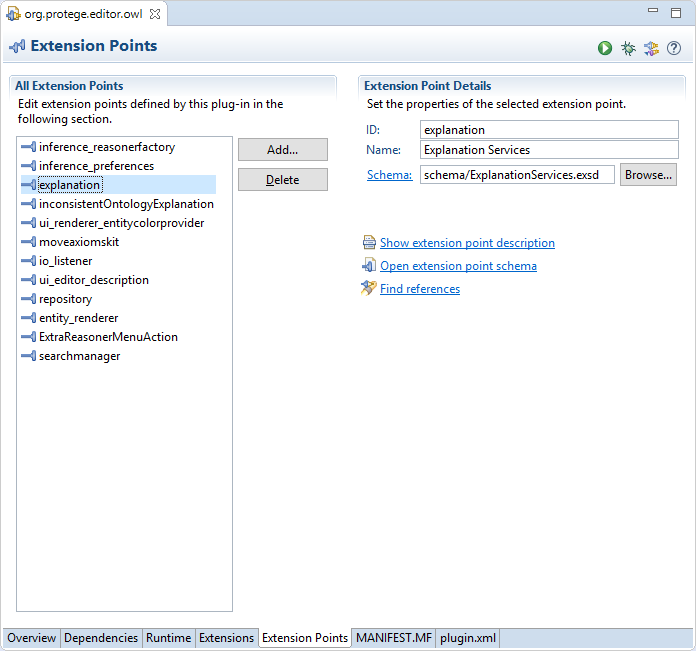 org.protege.editor.owl
Extension Points
All Extension Points
Edit extension points defined by this plug-in in the
following section.
inference_reasonerfactory
inference_preferences
explanation
inconsistentOntologyExplanation
ui_renderer_entitycolorprovider
moveaxiomskit
io_listener
ui_editor_description
repository
entity_renderer
ExtraReasonerMenuAction
searchmanager
Add...
Delete
Extension Point Details
Set the properties of the selected extension point.
ID: explanation
Name: Explanation Services
Schema: schema/ExplanationServices.exsd Browse...
Show extension point description
Open extension point schema
Find references
Overview Dependencies Runtime Extensions Extension Points MANIFEST.MF plugin.xml